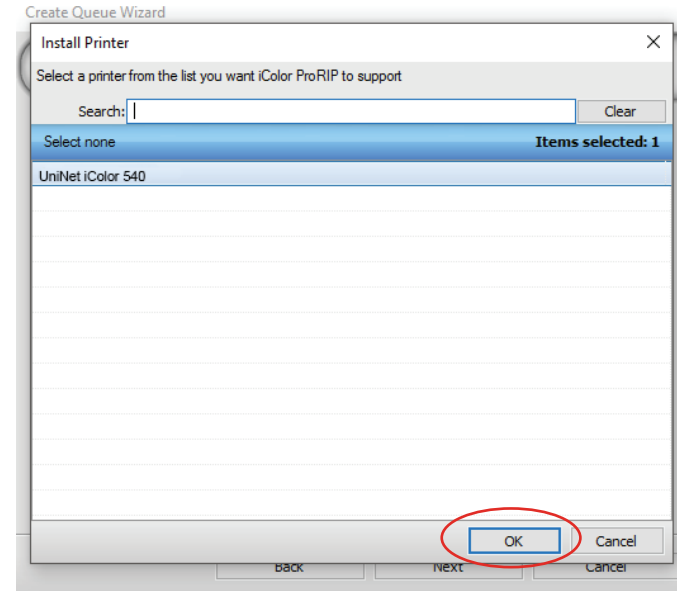 Create Queue Wizard
Install Printer
Select a printer from the list you want iColor ProRIP to support
Search:
Clear
Select none
Items selected: 1
UniNet iColor 540
OK
Cancel
Back
Next
Cancel